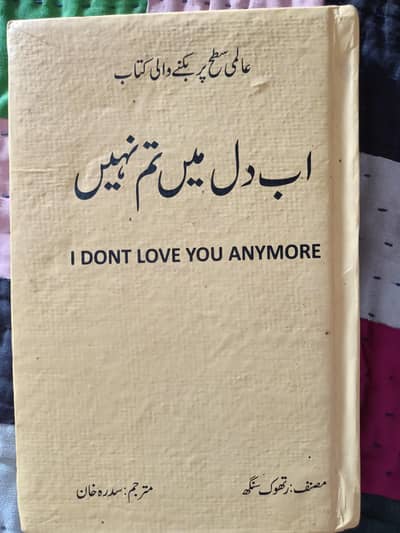 عالمی سطح پر بکنے والی کتاب
اب دل میں تم نہیں
I DONT LOVE YOU ANYMORE
مصنف: رتھوک سنگھ
مترجم: سدرہ خان